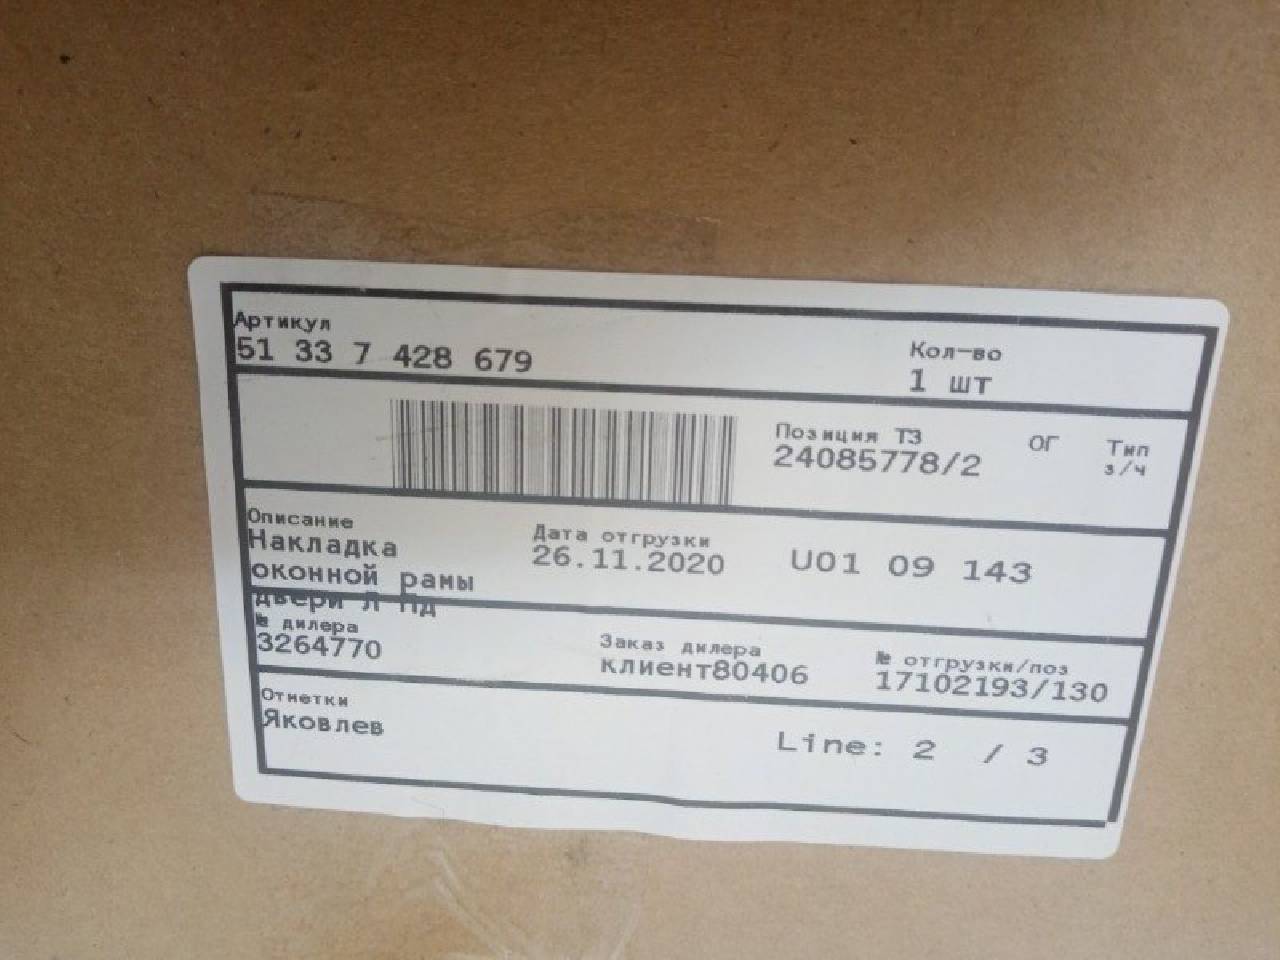 Артикул
51 33 7 428 679
Кол-во
1 шт
Позиция ТЗ
24085778/2
ОГ
Тип
з/ч
Описание
Накладка
оконной рамы
двери Л Пд
Дата отгрузки
26.11.2020
U01 09 143
№ дилера
3264770
Заказ дилера
клиент80406
№ отгрузки/поз
17102193/130
Отметки
Яковлев
Line: 2 / 3